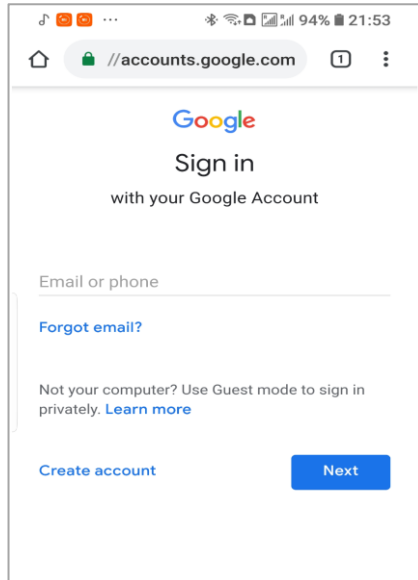 94% 21:53
//accounts.google.com 1
Google
Sign in
with your Google Account
Email or phone
Forgot email?
Not your computer? Use Guest mode to sign in
privately. Learn more
Create account Next